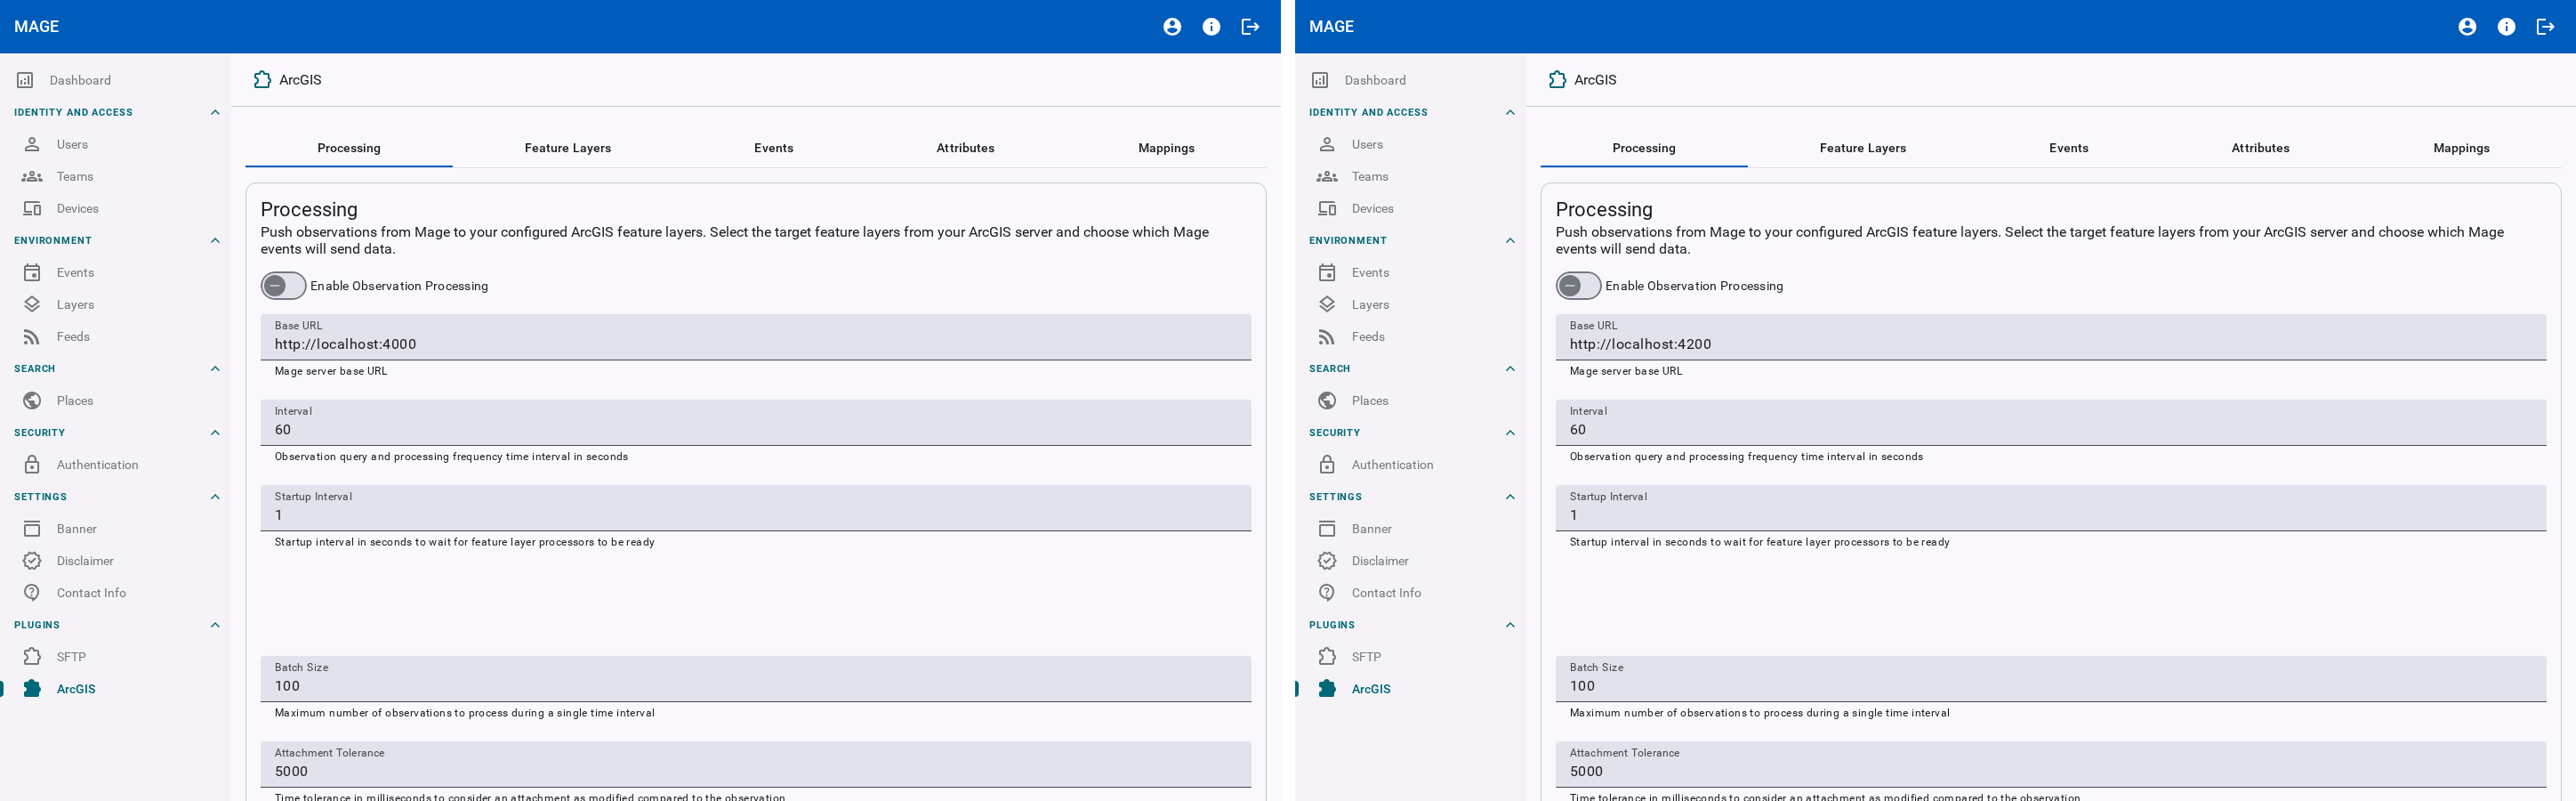 MAGE
Dashboard
IDENTITY AND ACCESS
Users
Teams
Devices
ENVIRONMENT
Events
Layers
Feeds
SEARCH
Places
SECURITY
Authentication
SETTINGS
Banner
Disclaimer
Contact Info
PLUGINS
SFTP
ArcGIS
ArcGIS
Processing Feature Layers Events Attributes Mappings
Processing
Push observations from Mage to your configured ArcGIS feature layers. Select the target feature layers from your ArcGIS server and choose which Mage
events will send data.
Enable Observation Processing
Base URL
http://localhost:4000
Mage server base URL
Interval
60
Observation query and processing frequency time interval in seconds
Startup Interval
1
Startup interval in seconds to wait for feature layer processors to be ready
Batch Size
100
Maximum number of observations to process during a single time interval
Attachment Tolerance
5000
Time tolerance in milliseconds to consider an attachment as modified compared to the observation
MAGE
Dashboard
IDENTITY AND ACCESS
Users
Teams
Devices
ENVIRONMENT
Events
Layers
Feeds
SEARCH
Places
SECURITY
Authentication
SETTINGS
Banner
Disclaimer
Contact Info
PLUGINS
SFTP
ArcGIS
ArcGIS
Processing Feature Layers Events Attributes Mappings
Processing
Push observations from Mage to your configured ArcGIS feature layers. Select the target feature layers from your ArcGIS server and choose which Mage
events will send data.
Enable Observation Processing
Base URL
http://localhost:4200
Mage server base URL
Interval
60
Observation query and processing frequency time interval in seconds
Startup Interval
1
Startup interval in seconds to wait for feature layer processors to be ready
Batch Size
100
Maximum number of observations to process during a single time interval
Attachment Tolerance
5000
Time tolerance in milliseconds to consider an attachment as modified compared to the observation